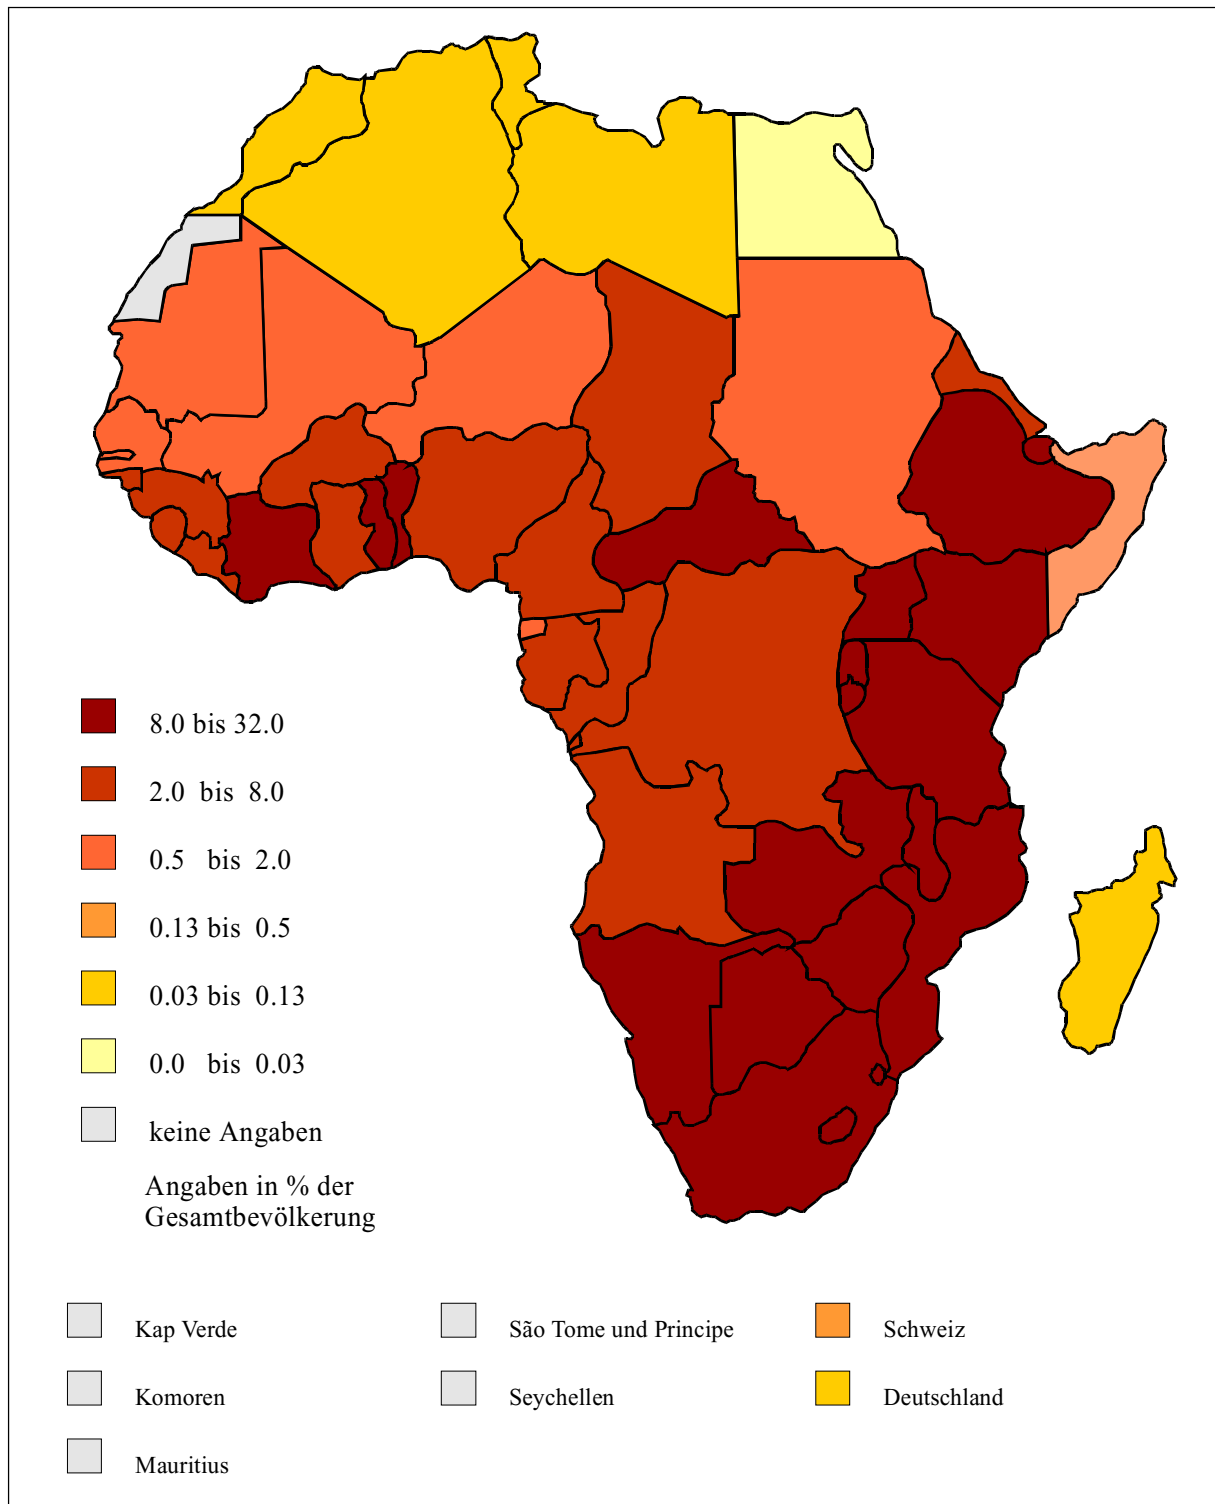 8.0 bis 32.0
2.0 bis 8.0
0.5 bis 2.0
0.13 bis 0.5
0.03 bis 0.13
0.0 bis 0.03
keine Angaben
Angaben in % der
Gesamtbevölkerung
Kap Verde
São Tome und Principe
Schweiz
Komoren
Seychellen
Deutschland
Mauritius